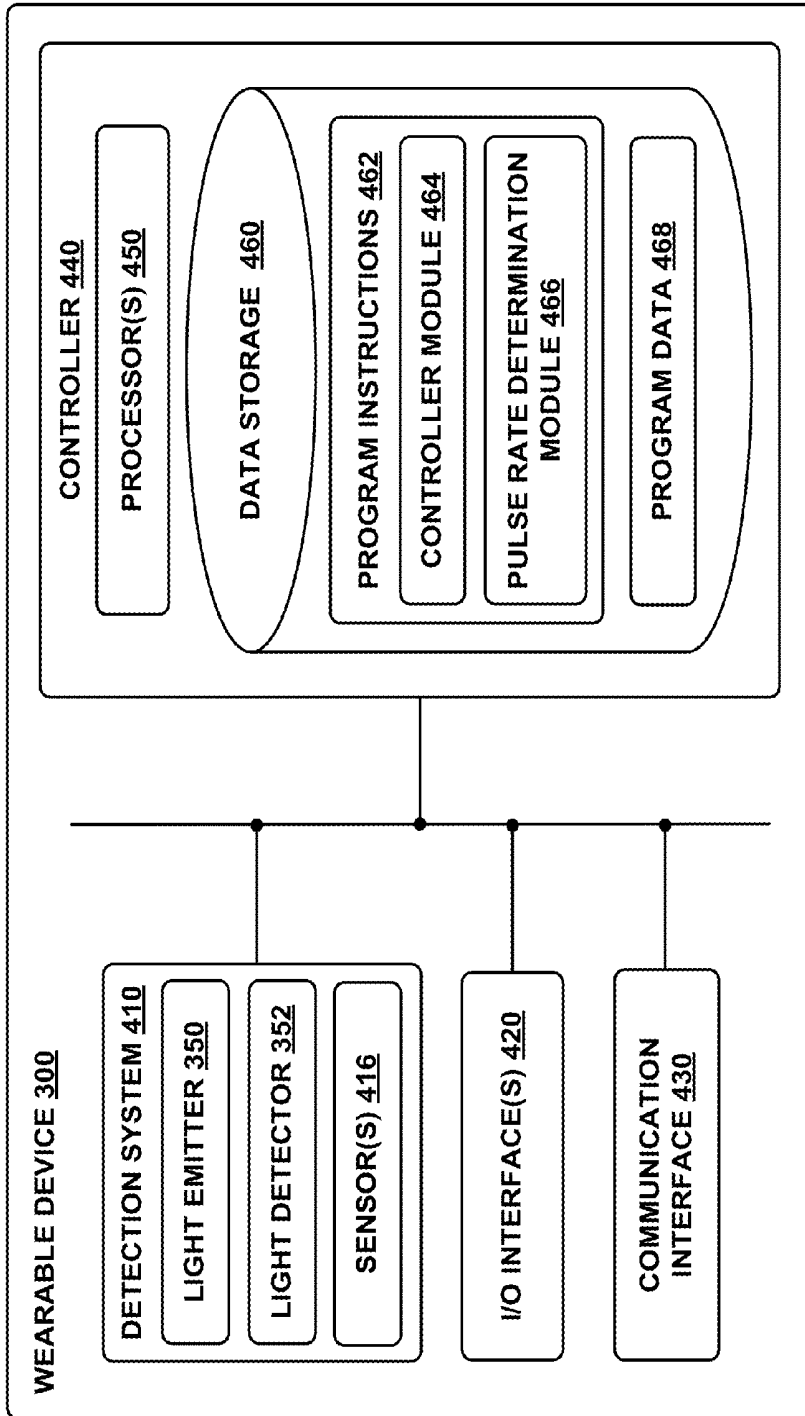 WEARABLE DEVICE 300
DETECTION SYSTEM 410
LIGHT EMITTER 350
LIGHT DETECTOR 352
SENSOR(S) 416
I/O INTERFACE(S) 420
COMMUNICATION
INTERFACE 430
CONTROLLER 440
PROCESSOR(S) 450
DATA STORAGE 460
PROGRAM INSTRUCTIONS 462
CONTROLLER MODULE 464
PULSE RATE DETERMINATION
MODULE 466
PROGRAM DATA 468